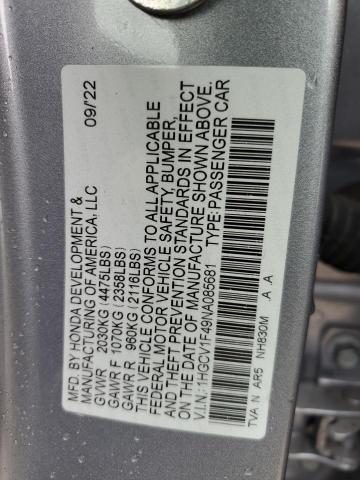 MFD. BY HONDA DEVELOPMENT & 09/22
MANUFACTURING OF AMERICA, LLC
GVWR 2030KG (4475LBS)
GAWR F 1070KG (2358LBS)
GAWR R 960KG (2116LBS)
THIS VEHICLE CONFORMS TO ALL APPLICABLE
FEDERAL MOTOR VEHICLE SAFETY, BUMPER,
AND THEFT PREVENTION STANDARDS IN EFFECT
ON THE DATE OF MANUFACTURE SHOWN ABOVE.
V.I.N.: 1HGCV1F49NA085681 TYPE: PASSENGER CAR
TVA N AR5 NH830M A A